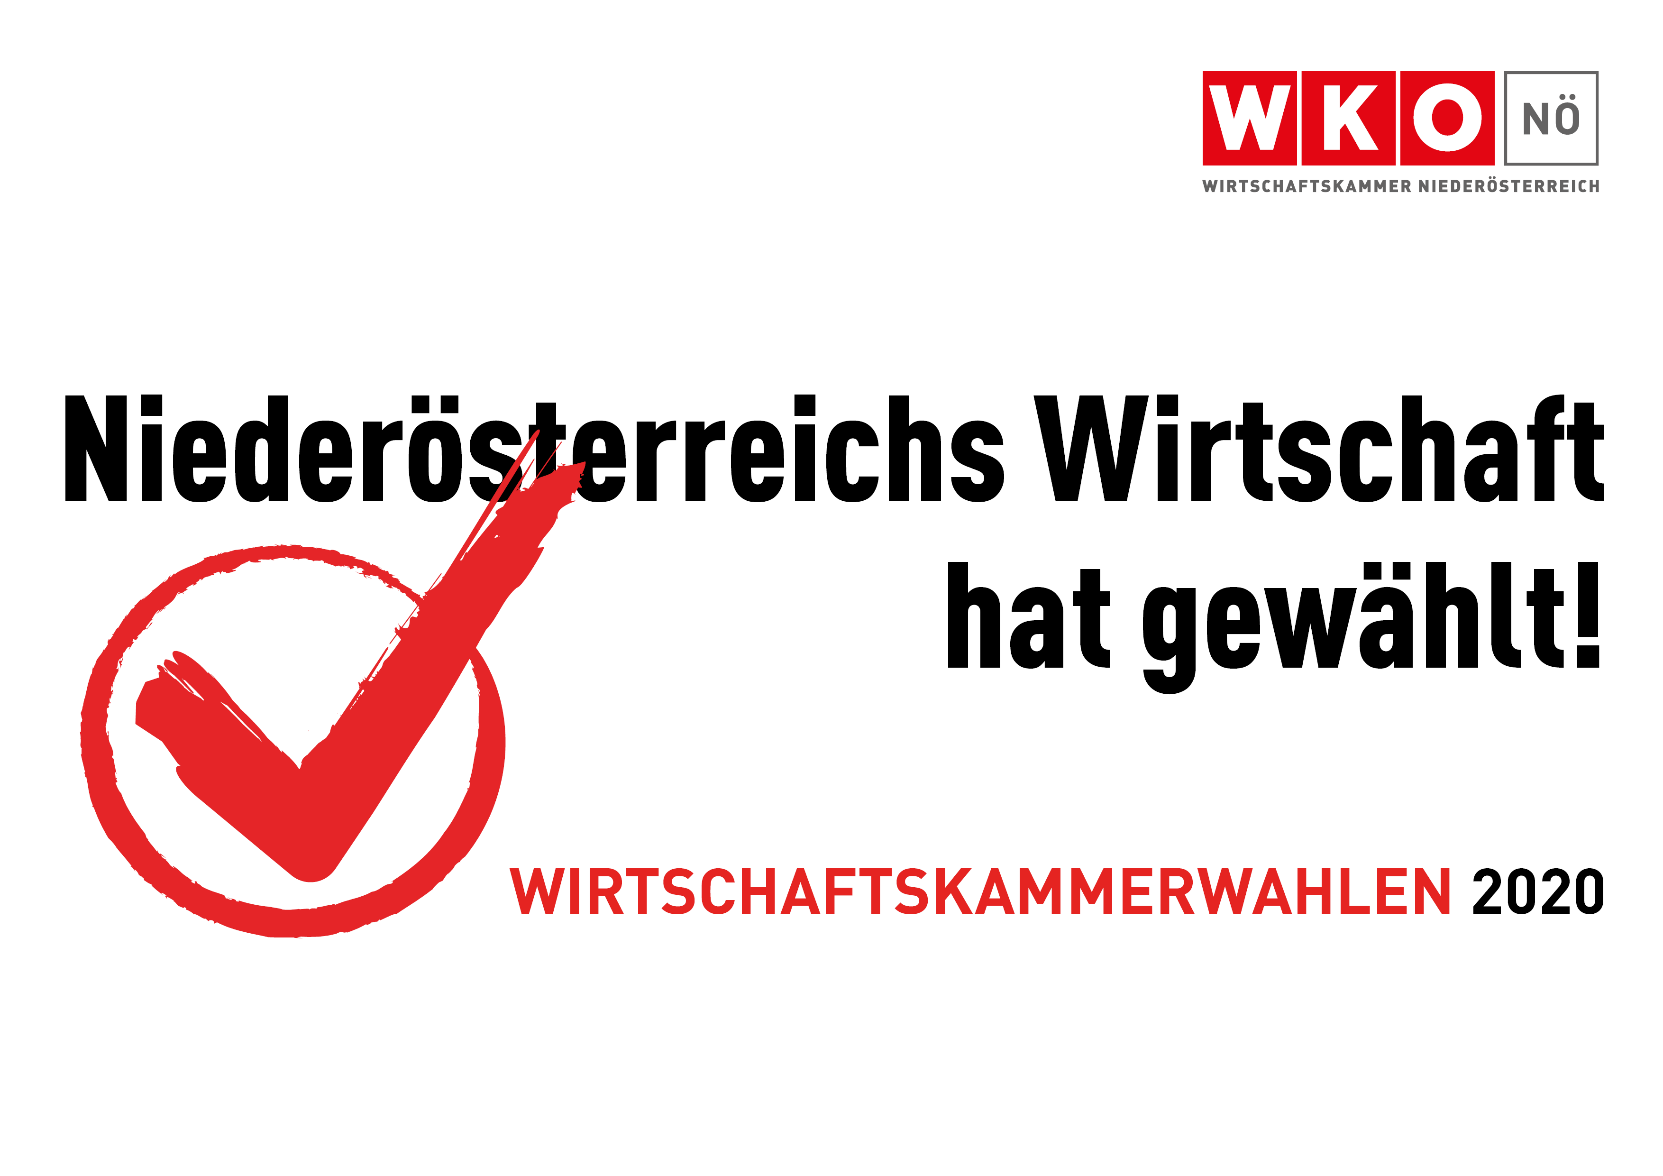 WKO NÖ
WIRTSCHAFTSKAMMER NIEDERÖSTERREICH
Niederösterreichs Wirtschaft
hat gewählt!
WIRTSCHAFTSKAMMERWAHLEN 2020